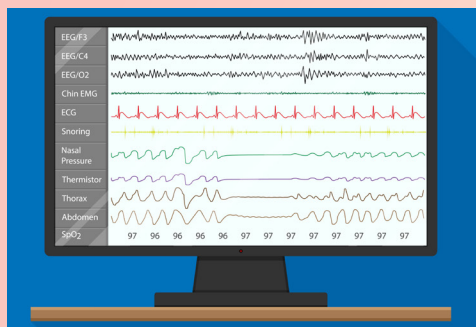 EEG/F3
EEG/C4
EEG/O2
Chin EMG
ECG
Snoring
Nasal
Pressure
Thermistor
Thorax
Abdomen
SpO2 97 96 96 96 96 97 97 97 97 97 97 97 97